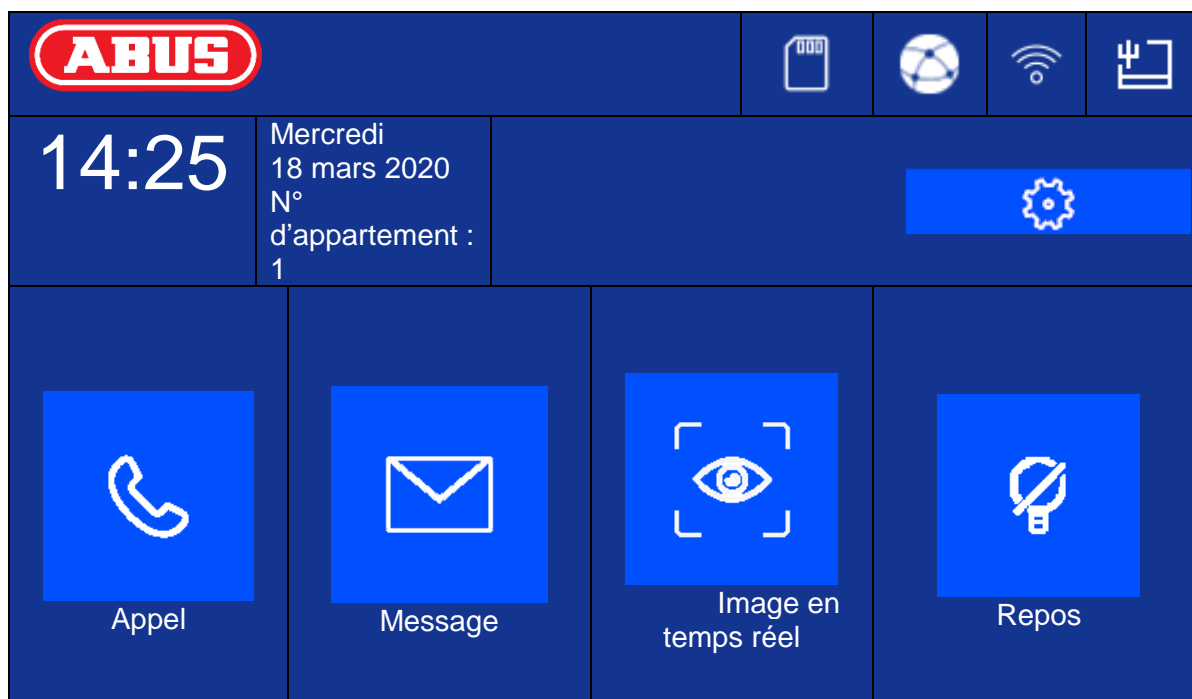 ABUS
14:25
Mercredi
18 mars 2020
N°
d’appartement :
1
Appel
Message
Image en
temps réel
Repos